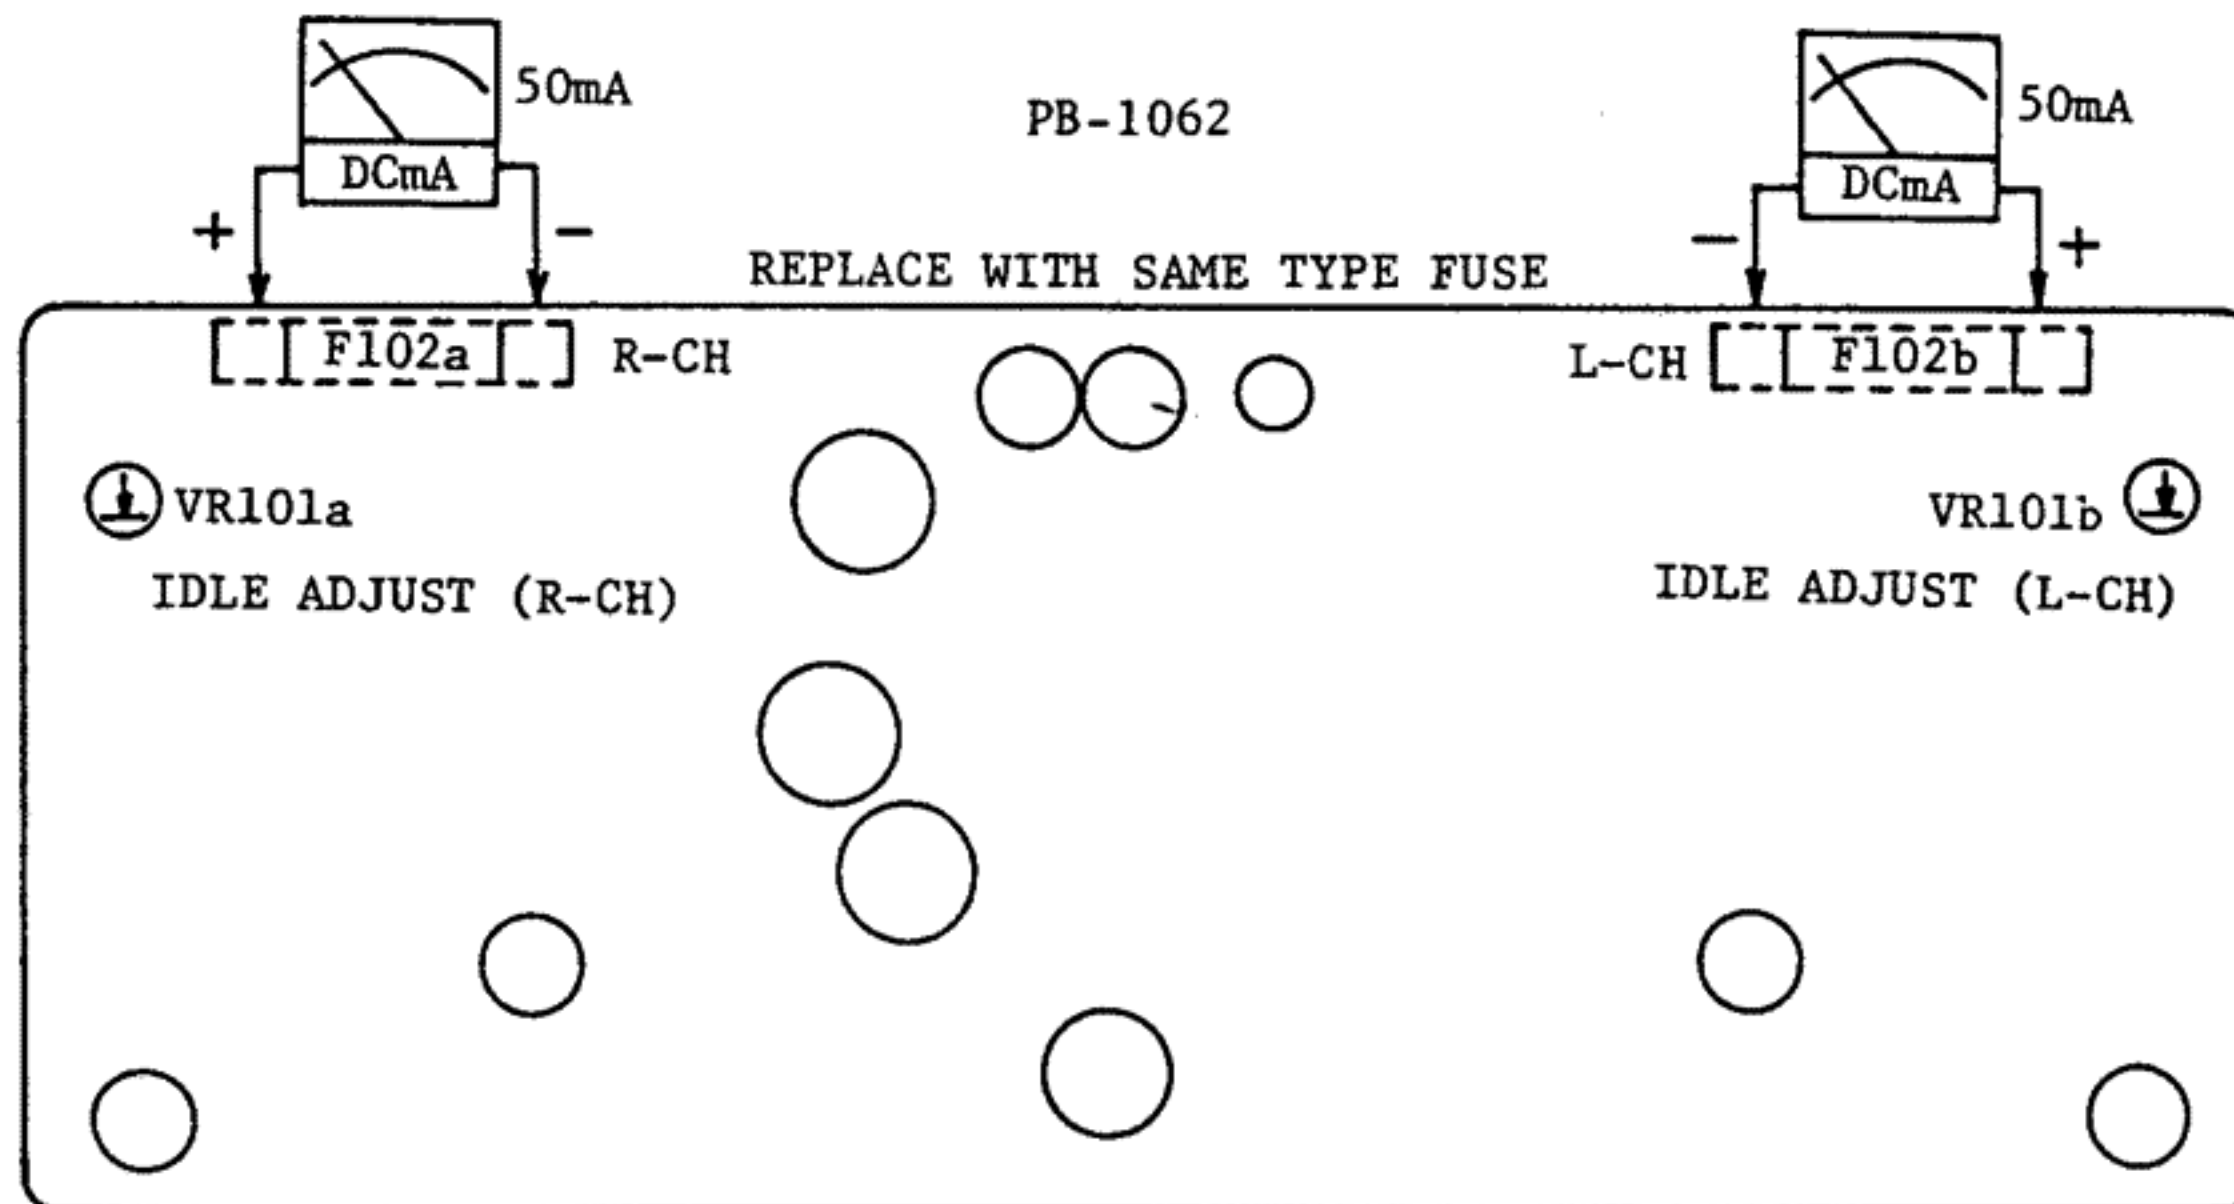 50mA
PB-1062
50mA
DCmA
DCmA
+
-
-
+
REPLACE WITH SAME TYPE FUSE
F102a
R-CH
L-CH
F102b
VR101a
VR101b
IDLE ADJUST (R-CH)
IDLE ADJUST (L-CH)